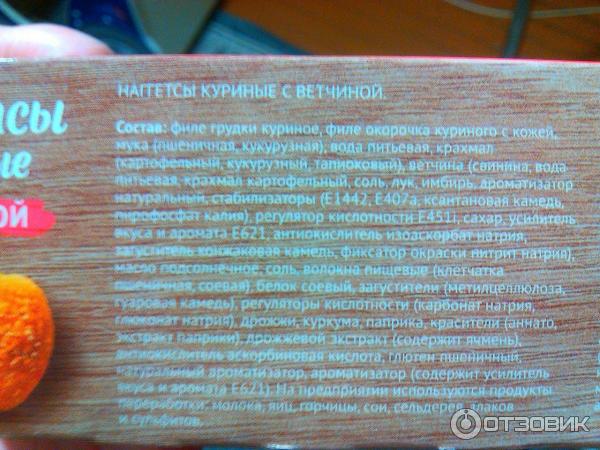 НАГГЕТСЫ КУРИНЫЕ С ВЕТЧИНОЙ
Состав: филе грудки куриное, филе окорочка куриного с кожей,
мука (пшеничная, кукурузная), вода питьевая, крахмал
(картофельный, кукурузный, тапиоковый), ветчина (свинина, вода
питьевая, крахмал картофельный, соль, лук, имбирь, ароматизатор
натуральный, стабилизаторы (Е1442, Е407а, ксантановая камедь,
пирофосфат калия), регулятор кислотности Е451i, сахар, усилитель
вкуса и аромата Е621, антиокислитель изоаскорбат натрия,
загуститель конжаковая камедь, фиксатор окраски нитрит натрия),
масло подсолнечное, соль, волокна пищевые (клетчатка
пшеничная, соевая), белок соевый, загустители (метилцеллюлоза,
гуаровая камедь), регуляторы кислотности (карбонат натрия,
глюконат натрия), дрожжи, куркума, паприка, красители (аннато,
экстракт паприки), дрожжевой экстракт (содержит ячмень),
антиокислитель аскорбиновая кислота, глютен пшеничный,
натуральный ароматизатор, ароматизатор (содержит усилитель
вкуса и аромата Е621). На предприятии используются продукты
переработки: молока, яиц, горчицы, сои, сельдерея, злаков
и сульфитов.
сы
ые
ОЙ
ОТЗОВИК